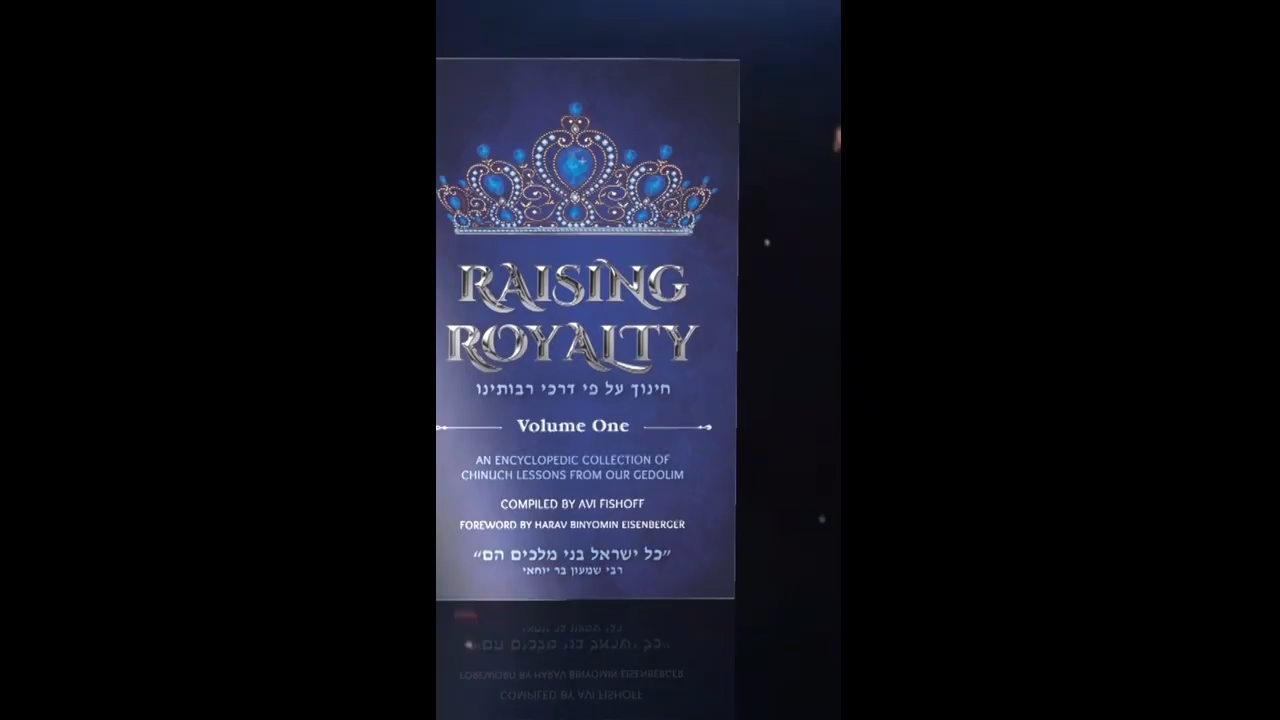 RAISING
ROYALTY
חינוך על פי דרכי רבותינו
Volume One
AN ENCYCLOPEDIC COLLECTION OF
CHINUCH LESSONS FROM OUR GEDOLIM
COMPILED BY AVI FISHOFF
FOREWORD BY HARAV BINYOMIN EISENBERGER
"כל ישראל בני מלכים הם"
רבי שמעון בר יוחאי